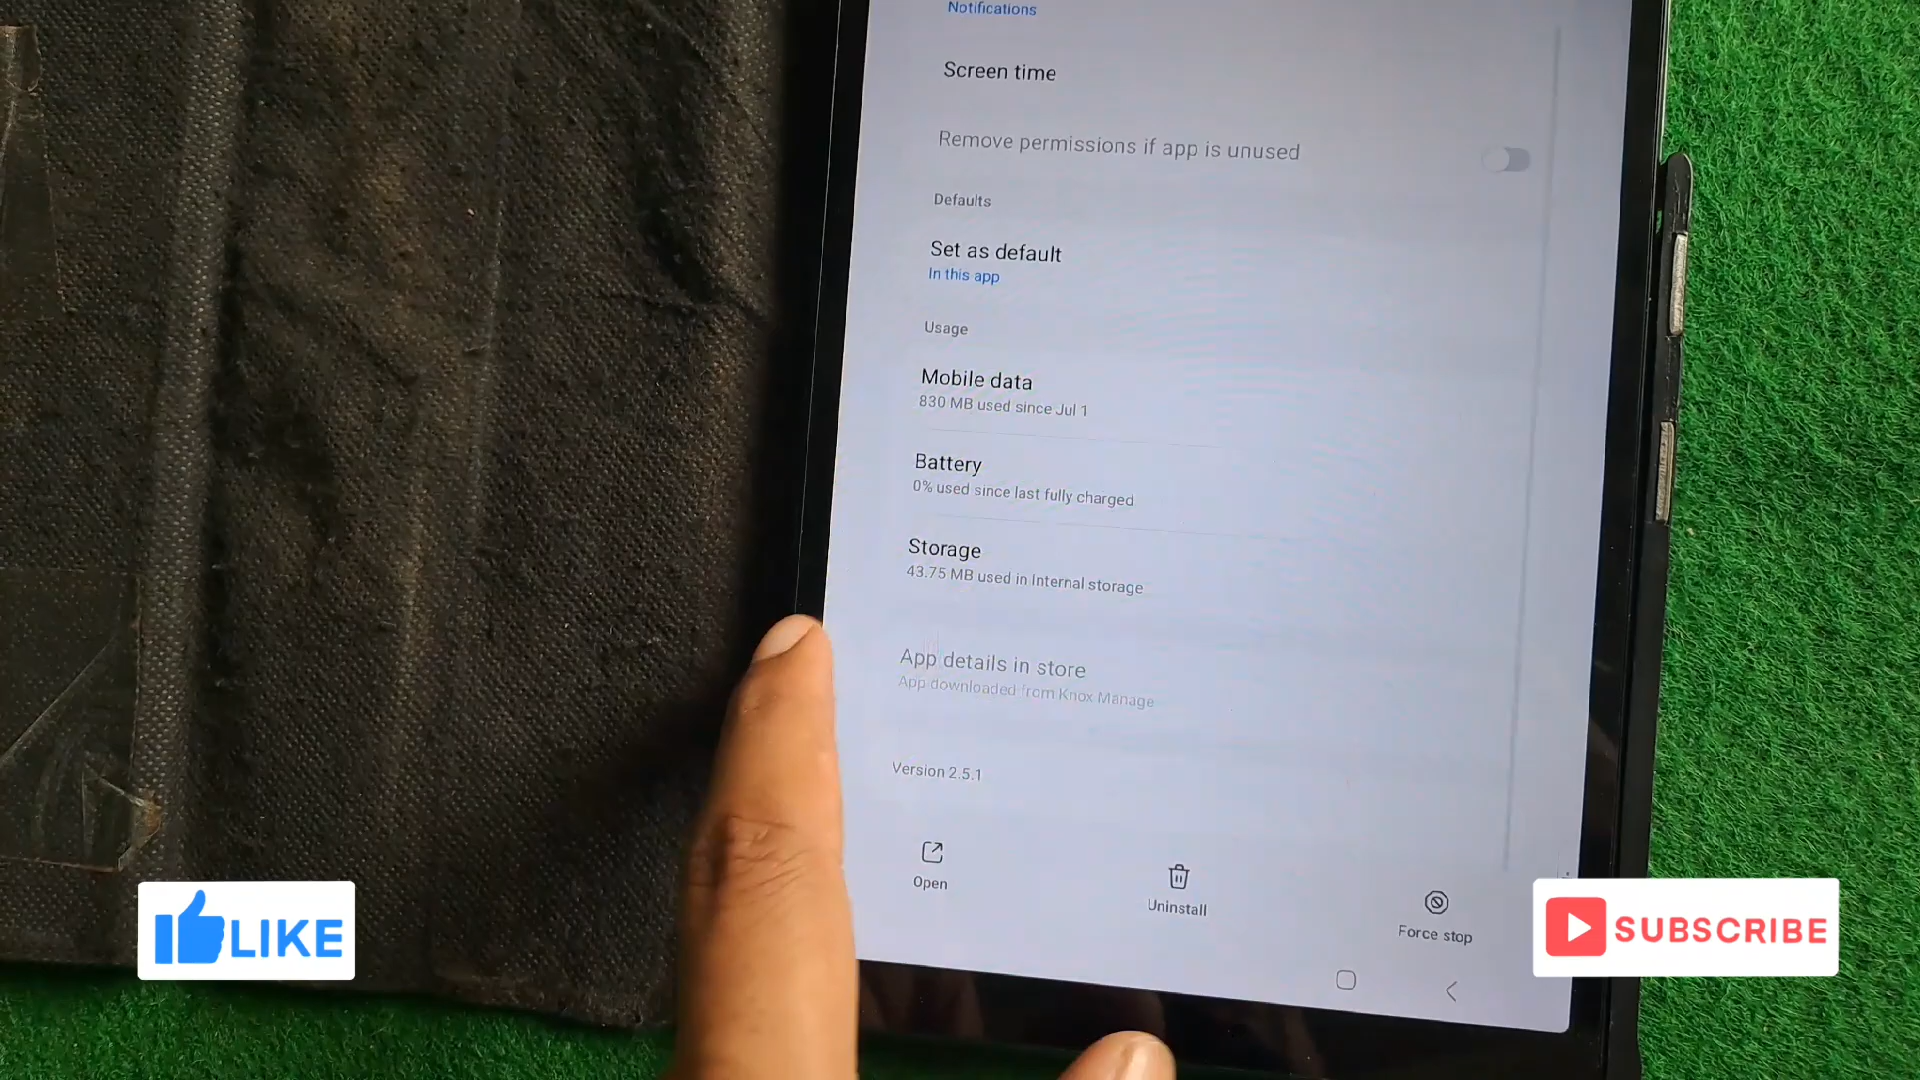 Notifications
Screen time
Remove permissions if app is unused
Defaults
Set as default
In this app
Usage
Mobile data
830 MB used since Jul 1
Battery
0% used since last fully charged
Storage
43.75 MB used in Internal storage
App details in store
App downloaded from Knox Manage
Version 2.5.1
Open
Uninstall
Force stop
LIKE
SUBSCRIBE